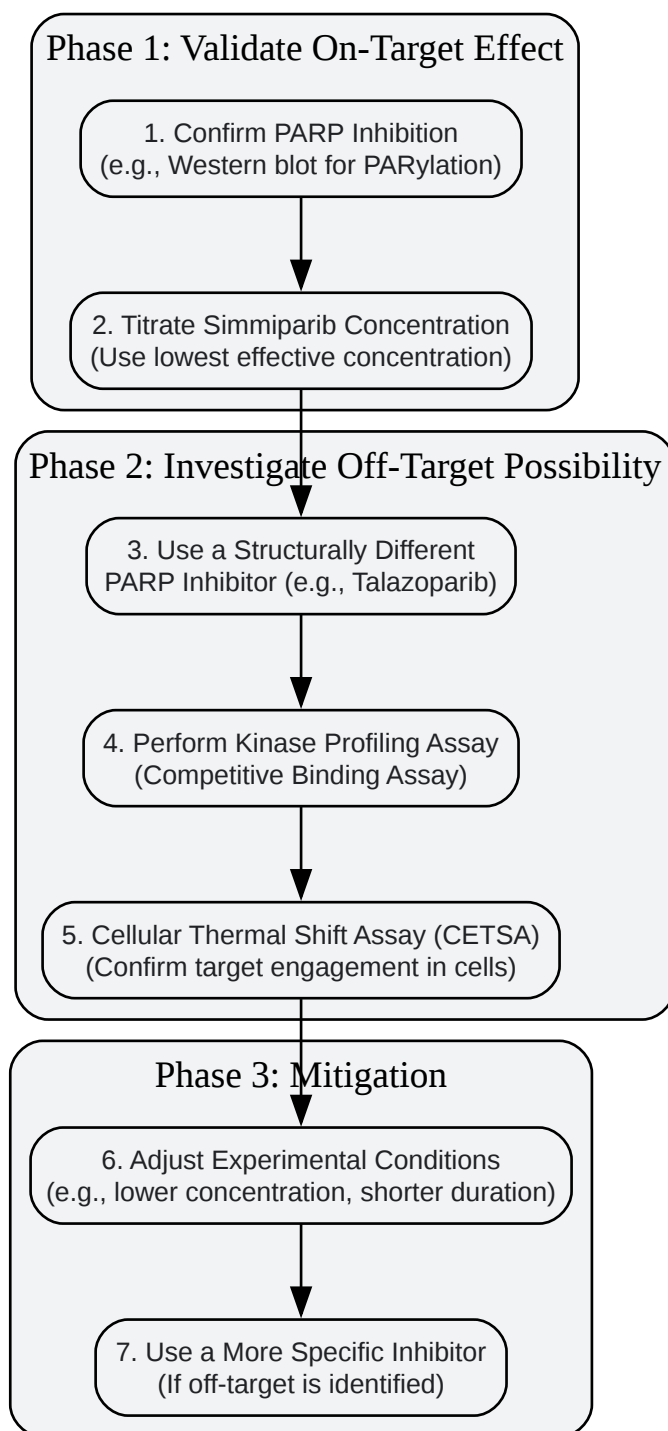 Phase 1: Validate On-Target Effect
1. Confirm PARP Inhibition
(e.g., Western blot for PARylation)
2. Titrate Simmiparib Concentration
(Use lowest effective concentration)
Phase 2: Investigate Off-Target Possibility
3. Use a Structurally Different
PARP Inhibitor (e.g., Talazoparib)
4. Perform Kinase Profiling Assay
(Competitive Binding Assay)
5. Cellular Thermal Shift Assay (CETSA)
(Confirm target engagement in cells)
Phase 3: Mitigation
6. Adjust Experimental Conditions
(e.g., lower concentration, shorter duration)
7. Use a More Specific Inhibitor
(If off-target is identified)